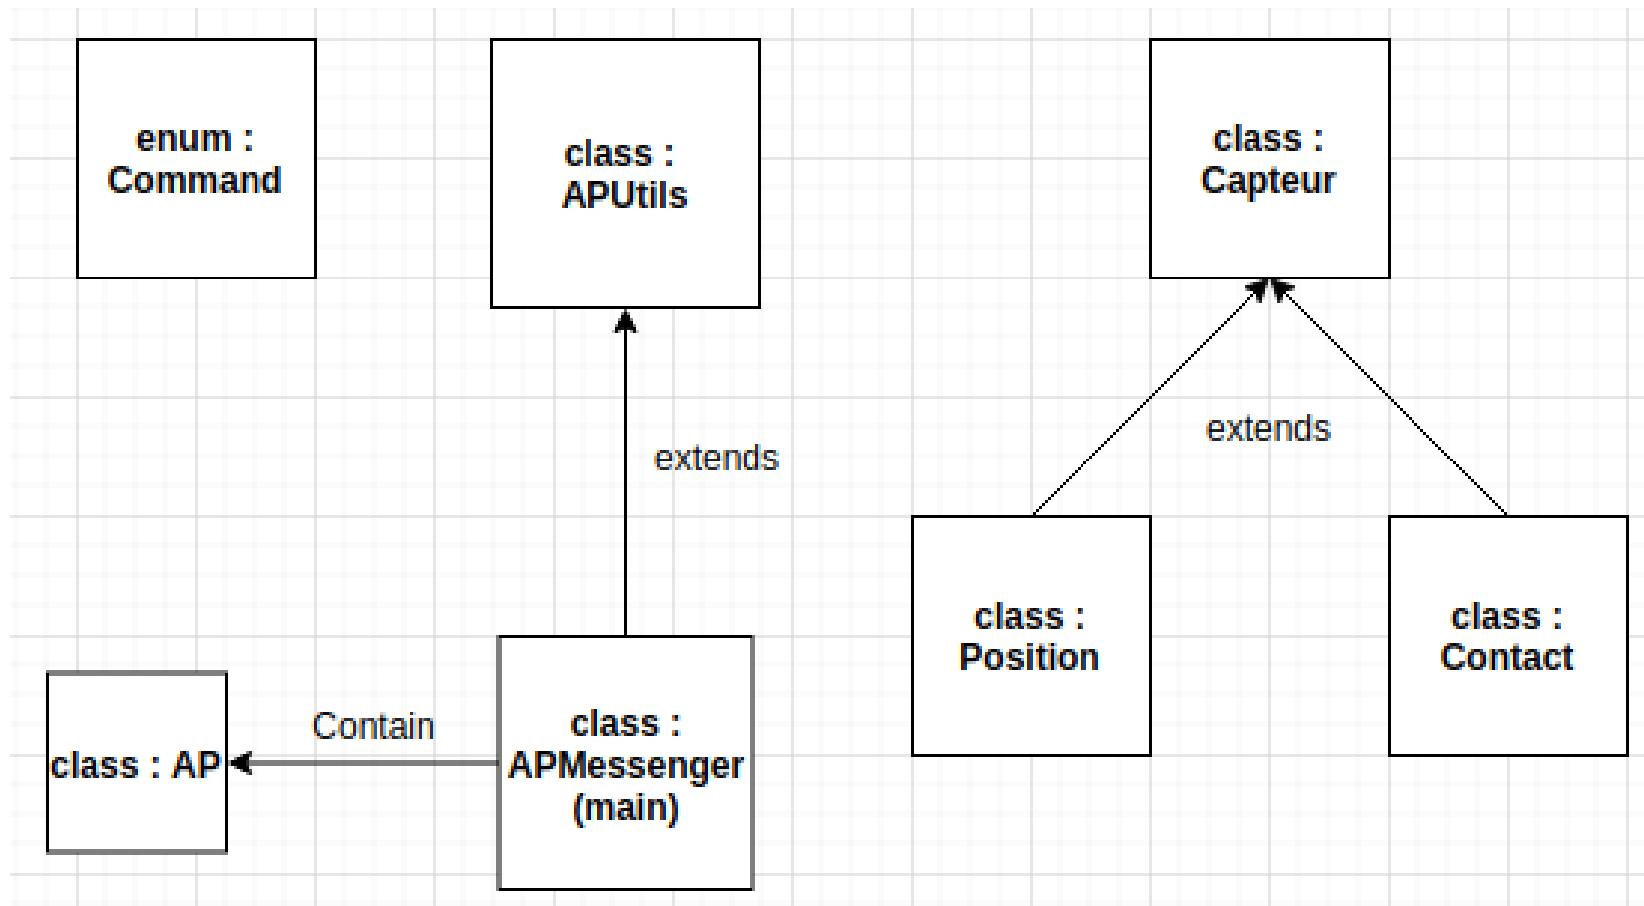 enum :
Command
class :
APUtils
class :
Capteur
extends
extends
class :
Position
class :
Contact
class : AP
Contain
class :
APMessenger
(main)